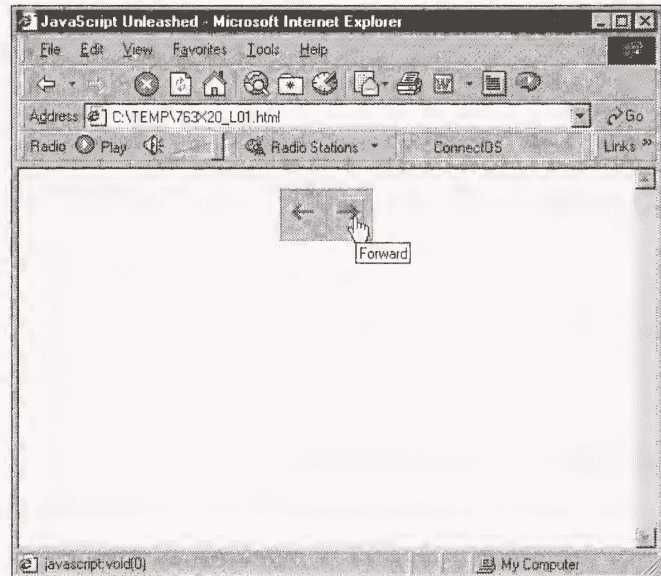 JavaScript Unleashed - Microsoft Internet Explorer
File Edit View Favorites Tools Help
Address C:\TEMP\763X20_L01.html Go
Radio Play Radio Stations ConnectOS Links »
Forward
javascript:void(0) My Computer